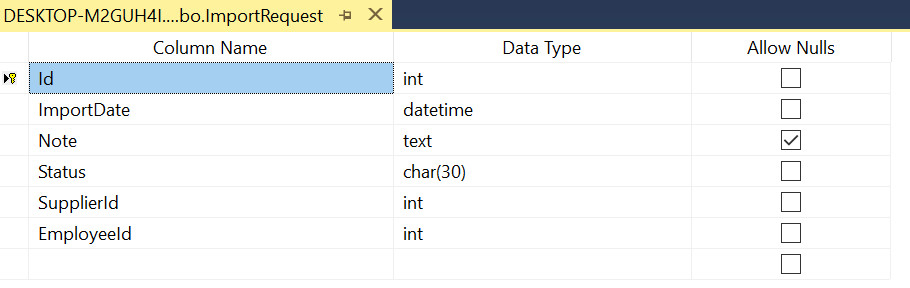 DESKTOP-M2GUH4I....bo.ImportRequest
Column Name Data Type Allow Nulls
Id int
ImportDate datetime
Note text
Status char(30)
SupplierId int
EmployeeId int